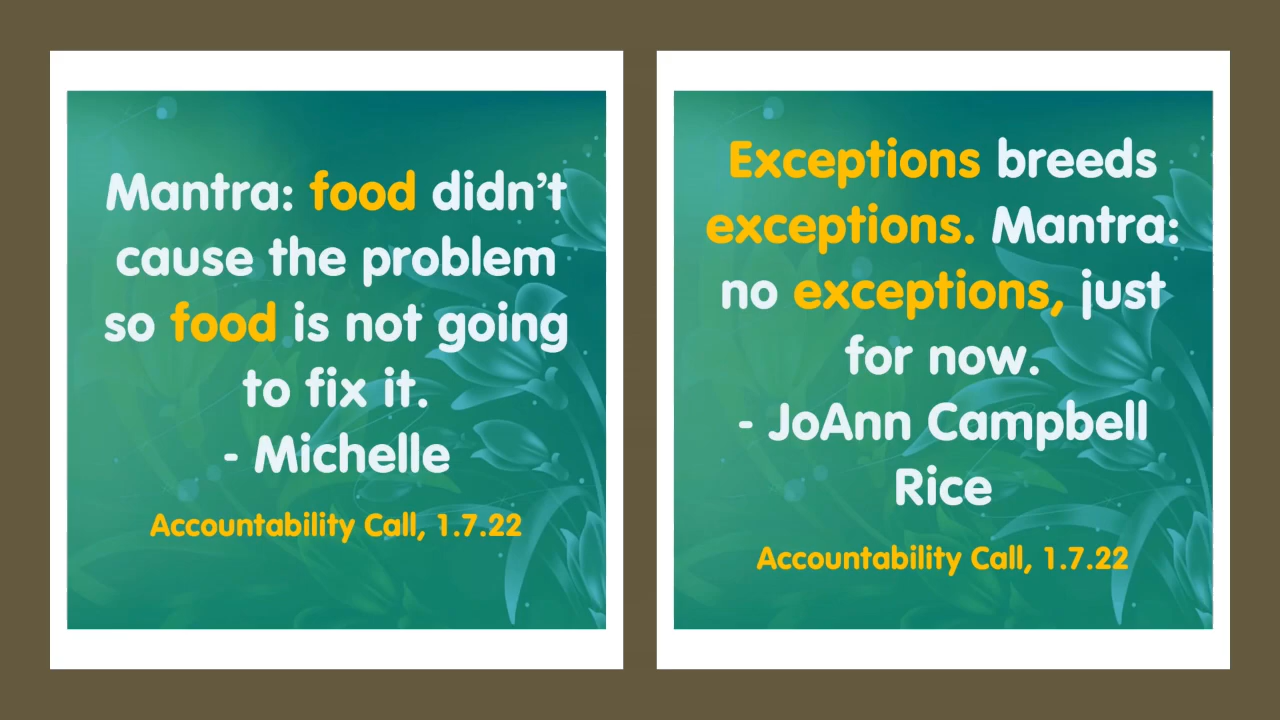 Mantra: food didn’t
cause the problem
so food is not going
to fix it.
- Michelle
Accountability Call, 1.7.22
Exceptions breeds
exceptions. Mantra:
no exceptions, just
for now.
- JoAnn Campbell
Rice
Accountability Call, 1.7.22